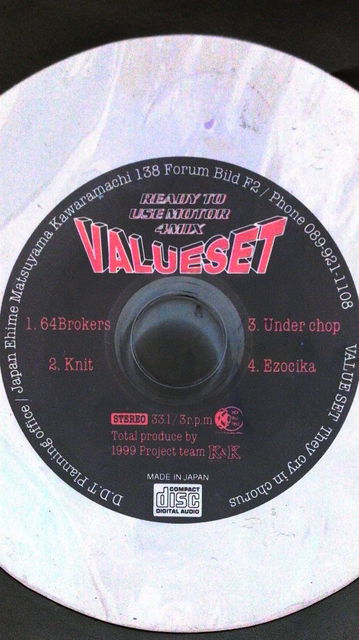 D.D.T Planning office | Japan Ehime Matsuyama Kawaramachi 138 Forum Bild F2 / Phone 089-921-1108
READY TO
USE MOTOR
4MIX
VALUESET
1. 64Brokers
2. Knit
3. Under chop
4. Ezocika
STEREO 33.1/3r.p.m
Total produce by
1999 Project team R&K
MADE IN JAPAN
COMPACT
disc
DIGITAL AUDIO
VALUE SET They cry in chorus